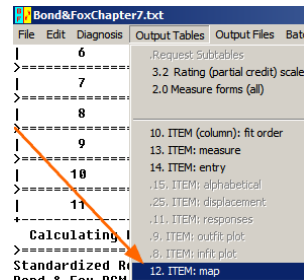 Bond&FoxChapter7.txt
File Edit Diagnosis Output Tables Output Files Bat
| 6
>==========
| 7
>==========
| 8
>==========
| 9
>==========
| 10
>==========
| 11
Calculating
>==========
Standardized R
Bond & Fox PCM
.Request Subtables
3.2 Rating (partial credit) scale
2.0 Measure forms (all)
10. ITEM (column): fit order
13. ITEM: measure
14. ITEM: entry
.15. ITEM: alphabetical
.25. ITEM: displacement
.11. ITEM: responses
.9. ITEM: outfit plot
.8. ITEM: infit plot
12. ITEM: map